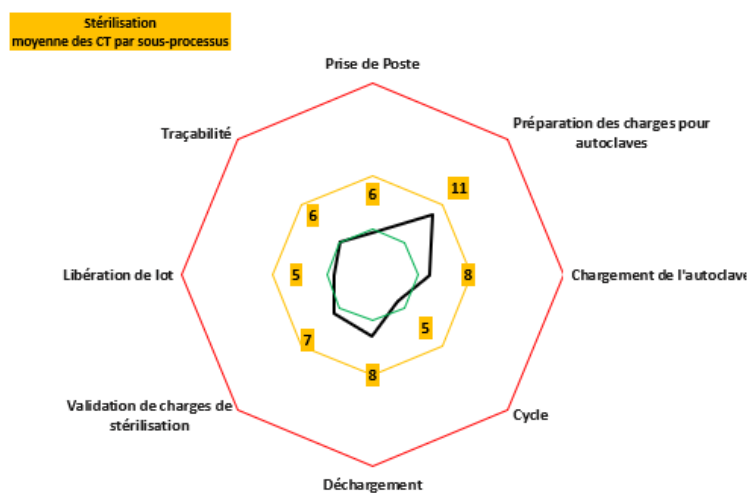 Stérilisation
moyenne des CT par sous-processus
Prise de Poste
Traçabilité
Préparation des charges pour
autoclaves
11
6
6
Libération de lot
5
8
Chargement de l'autoclave
5
7
8
Validation de charges de
stérilisation
Cycle
Déchargement